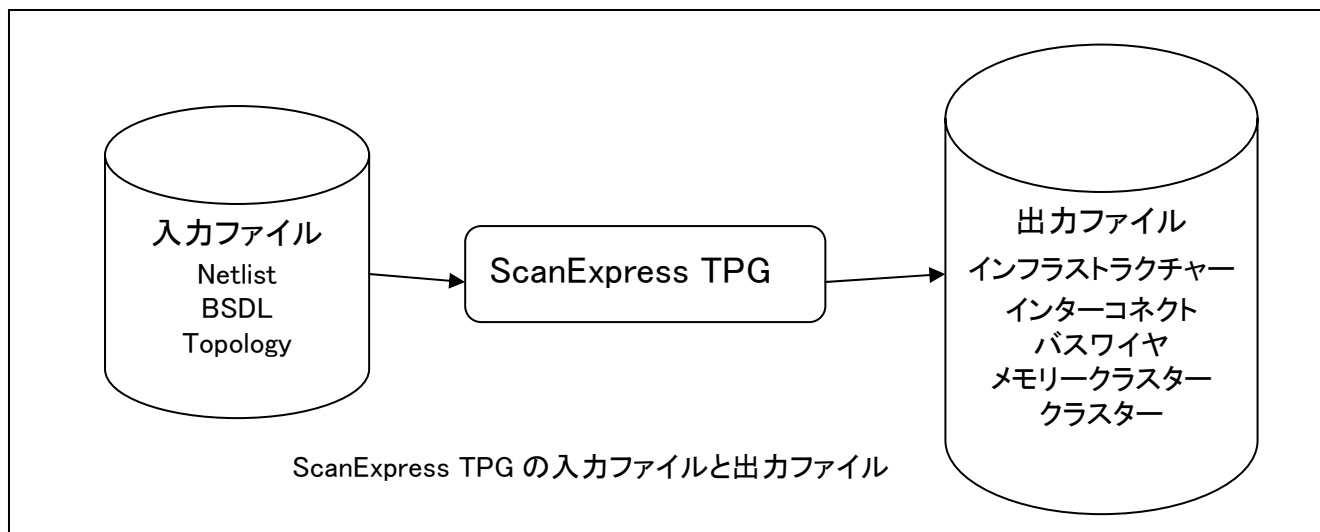 入力ファイル
Netlist
BSDL
Topology
ScanExpress TPG
出力ファイル
インフラストラクチャー
インターコネクト
バスワイヤ
メモリークラスター
クラスター
ScanExpress TPG の入力ファイルと出力ファイル